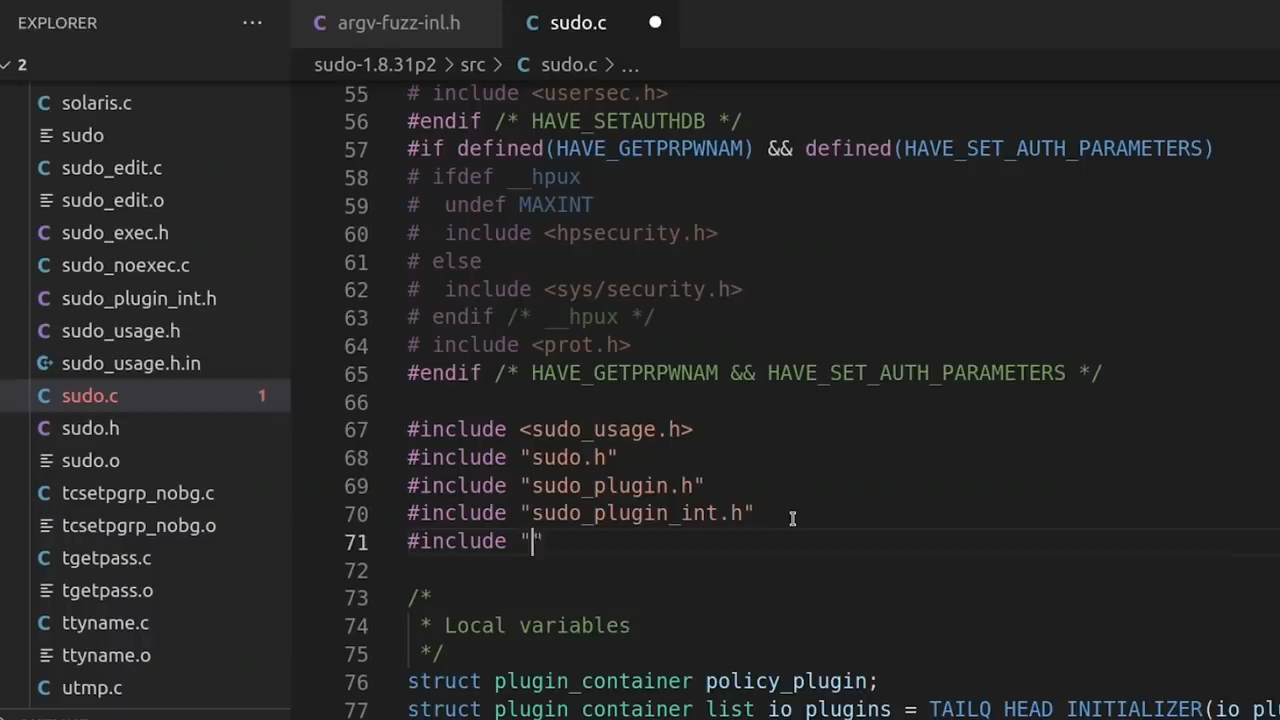 EXPLORER ···
2
solaris.c
sudo
sudo_edit.c
sudo_edit.o
sudo_exec.h
sudo_noexec.c
sudo_plugin_int.h
sudo_usage.h
sudo_usage.h.in
sudo.c 1
sudo.h
sudo.o
tcsetpgrp_nobg.c
tcsetpgrp_nobg.o
tgetpass.c
tgetpass.o
ttyname.c
ttyname.o
utmp.c
C argv-fuzz-inl.h C sudo.c
sudo-1.8.31p2 > src > C sudo.c > ...
55 # include <usersec.h>
56 #endif /* HAVE_SETAUTHDB */
57 #if defined(HAVE_GETPRPWNAM) && defined(HAVE_SET_AUTH_PARAMETERS)
58 # ifdef __hpux
59 #  undef MAXINT
60 #  include <hpsecurity.h>
61 # else
62 #  include <sys/security.h>
63 # endif /* __hpux */
64 # include <prot.h>
65 #endif /* HAVE_GETPRPWNAM && HAVE_SET_AUTH_PARAMETERS */
66
67 #include <sudo_usage.h>
68 #include "sudo.h"
69 #include "sudo_plugin.h"
70 #include "sudo_plugin_int.h"
71 #include ""
72
73 /*
74  * Local variables
75  */
76 struct plugin_container policy_plugin;
77 struct plugin_container_list io_plugins = TAILQ_HEAD_INITIALIZER(io_pl